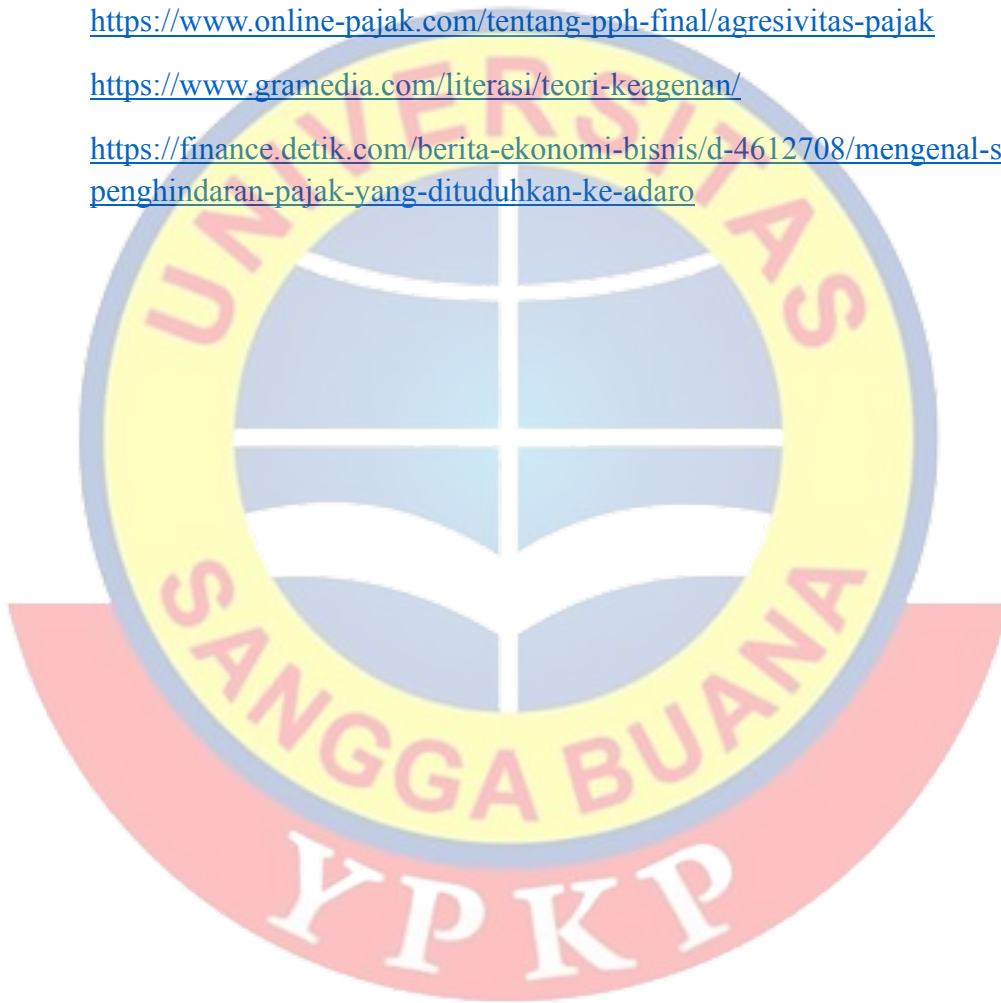 https://www.online-pajak.com/tentang-pph-final/agresivitas-pajak
https://www.gramedia.com/literasi/teori-keagenan/
https://finance.detik.com/berita-ekonomi-bisnis/d-4612708/mengenal-s
penghindaran-pajak-yang-dituduhkan-ke-adaro
UNIVERSITAS
SANGGA BUANA
YPKP